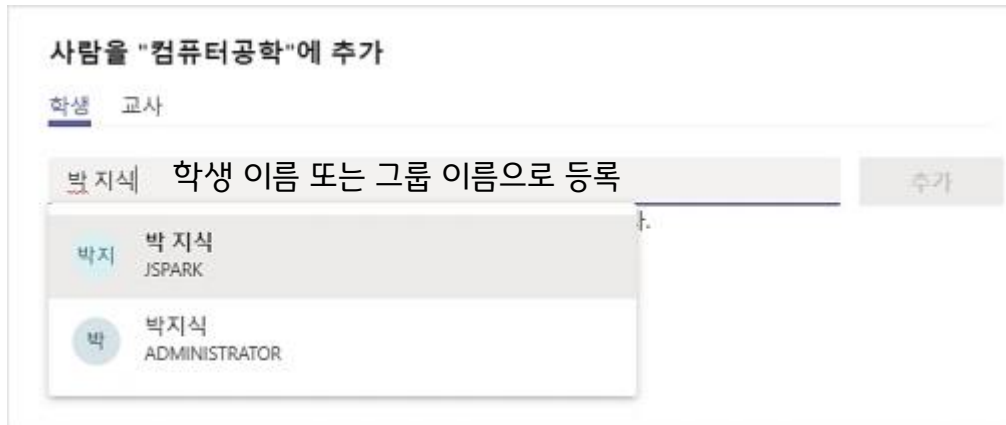 사람을 "컴퓨터공학"에 추가
학생 교사
박 지식 학생 이름 또는 그룹 이름으로 등록 추가
박지 박 지식
JSPARK
박 박지식
ADMINISTRATOR